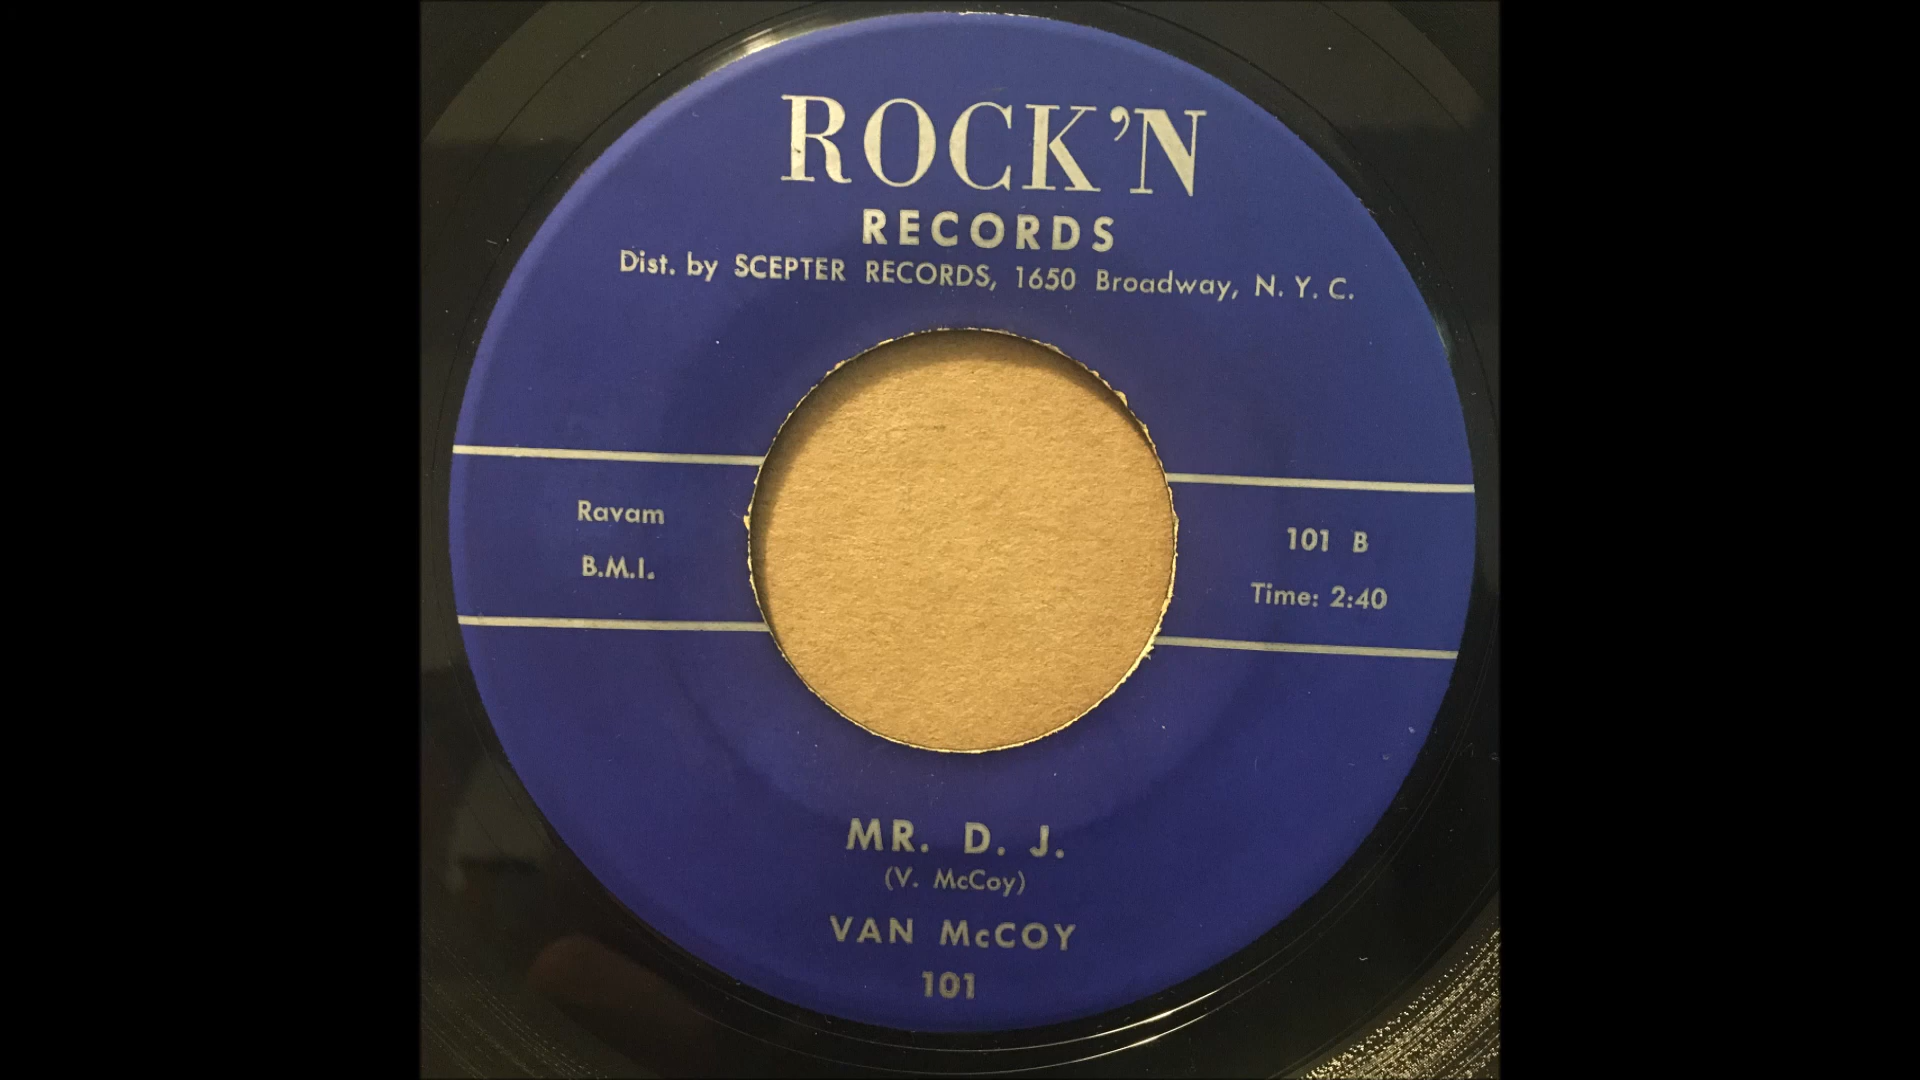 ROCK'N
RECORDS
Dist. by SCEPTER RECORDS, 1650 Broadway, N. Y. C.
Ravam
B.M.I.
101 B
Time: 2:40
MR. D. J.
(V. McCoy)
VAN McCOY
101